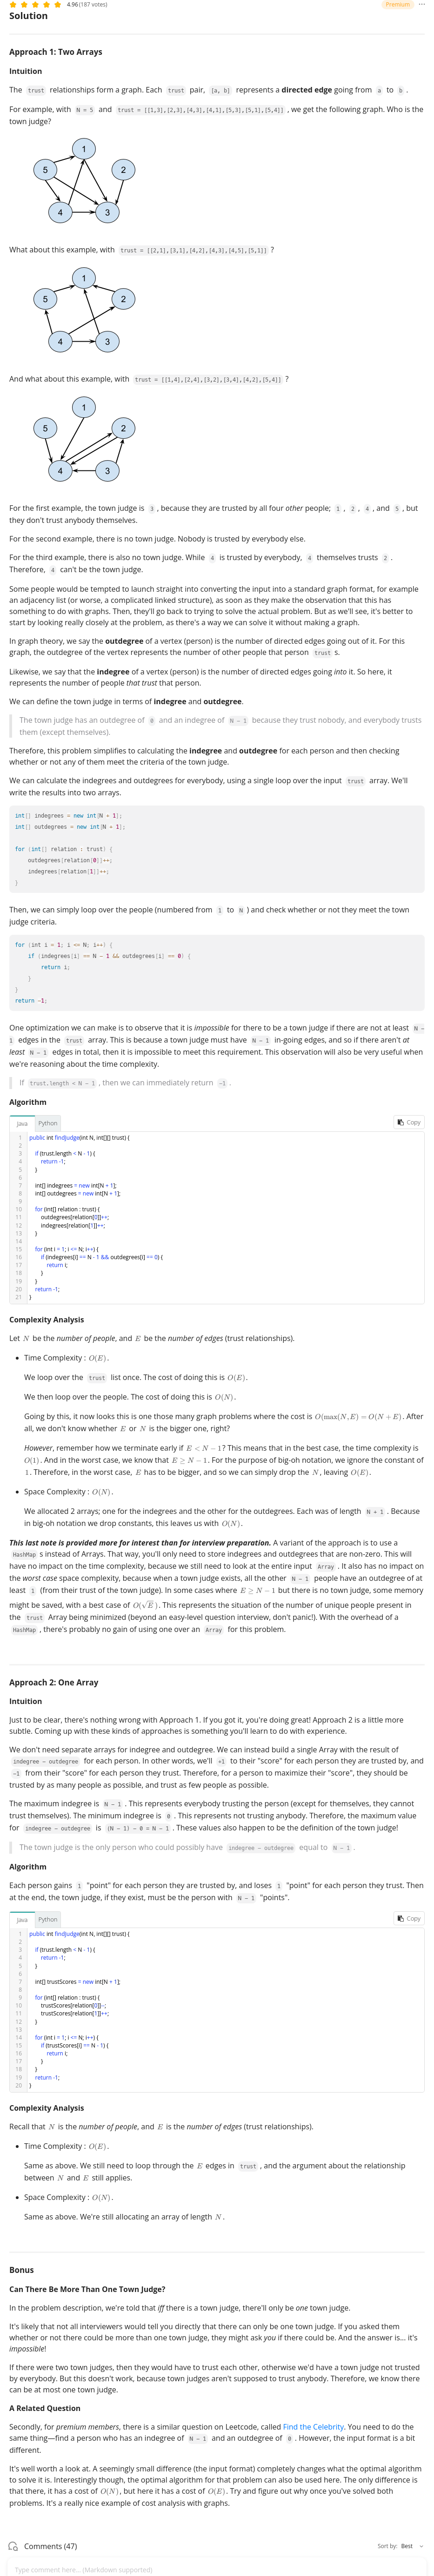 4.96 (187 votes)
Premium
Solution
Approach 1: Two Arrays
Intuition
The trust relationships form a graph. Each trust pair, [a, b] represents a directed edge going from a to b .
For example, with N = 5 and trust = [[1,3],[2,3],[4,3],[4,1],[5,3],[5,1],[5,4]] , we get the following graph. Who is the
town judge?
1
5
2
4
3
What about this example, with trust = [[2,1],[3,1],[4,2],[4,3],[4,5],[5,1]] ?
1
5
2
4
3
And what about this example, with trust = [[1,4],[2,4],[3,2],[3,4],[4,2],[5,4]] ?
1
5
2
4
3
For the first example, the town judge is 3 , because they are trusted by all four other people; 1 , 2 , 4 , and 5 , but
they don't trust anybody themselves.
For the second example, there is no town judge. Nobody is trusted by everybody else.
For the third example, there is also no town judge. While 4 is trusted by everybody, 4 themselves trusts 2 .
Therefore, 4 can't be the town judge.
Some people would be tempted to launch straight into converting the input into a standard graph format, for example
an adjacency list (or worse, a complicated linked structure), as soon as they make the observation that this has
something to do with graphs. Then, they'll go back to trying to solve the actual problem. But as we'll see, it's better to
start by looking really closely at the problem, as there's a way we can solve it without making a graph.
In graph theory, we say the outdegree of a vertex (person) is the number of directed edges going out of it. For this
graph, the outdegree of the vertex represents the number of other people that person trust s.
Likewise, we say that the indegree of a vertex (person) is the number of directed edges going into it. So here, it
represents the number of people that trust that person.
We can define the town judge in terms of indegree and outdegree.
The town judge has an outdegree of 0 and an indegree of N - 1 because they trust nobody, and everybody trusts
them (except themselves).
Therefore, this problem simplifies to calculating the indegree and outdegree for each person and then checking
whether or not any of them meet the criteria of the town judge.
We can calculate the indegrees and outdegrees for everybody, using a single loop over the input trust array. We'll
write the results into two arrays.
int[] indegrees = new int[N + 1];
int[] outdegrees = new int[N + 1];
for (int[] relation : trust) {
outdegrees[relation[0]]++;
indegrees[relation[1]]++;
}
Then, we can simply loop over the people (numbered from 1 to N ) and check whether or not they meet the town
judge criteria.
for (int i = 1; i <= N; i++) {
if (indegrees[i] == N - 1 && outdegrees[i] == 0) {
return i;
}
}
return -1;
One optimization we can make is to observe that it is impossible for there to be a town judge if there are not at least N -
1 edges in the trust array. This is because a town judge must have N - 1 in-going edges, and so if there aren't at
least N - 1 edges in total, then it is impossible to meet this requirement. This observation will also be very useful when
we're reasoning about the time complexity.
If trust.length < N - 1 , then we can immediately return -1 .
Algorithm
Java
Python
Copy
1 public int findJudge(int N, int[][] trust) {
2
3 if (trust.length < N - 1) {
4 return -1;
5 }
6
7 int[] indegrees = new int[N + 1];
8 int[] outdegrees = new int[N + 1];
9
10 for (int[] relation : trust) {
11 outdegrees[relation[0]]++;
12 indegrees[relation[1]]++;
13 }
14
15 for (int i = 1; i <= N; i++) {
16 if (indegrees[i] == N - 1 && outdegrees[i] == 0) {
17 return i;
18 }
19 }
20 return -1;
21 }
Complexity Analysis
Let N be the number of people, and E be the number of edges (trust relationships).
• Time Complexity : O(E).
We loop over the trust list once. The cost of doing this is O(E).
We then loop over the people. The cost of doing this is O(N).
Going by this, it now looks this is one those many graph problems where the cost is O(max(N, E) = O(N + E). After
all, we don't know whether E or N is the bigger one, right?
However, remember how we terminate early if E < N − 1? This means that in the best case, the time complexity is
O(1). And in the worst case, we know that E ≥ N − 1. For the purpose of big-oh notation, we ignore the constant of
1. Therefore, in the worst case, E has to be bigger, and so we can simply drop the N, leaving O(E).
• Space Complexity : O(N).
We allocated 2 arrays; one for the indegrees and the other for the outdegrees. Each was of length N + 1 . Because
in big-oh notation we drop constants, this leaves us with O(N).
This last note is provided more for interest than for interview preparation. A variant of the approach is to use a
HashMap s instead of Arrays. That way, you'll only need to store indegrees and outdegrees that are non-zero. This will
have no impact on the time complexity, because we still need to look at the entire input Array . It also has no impact on
the worst case space complexity, because when a town judge exists, all the other N - 1 people have an outdegree of at
least 1 (from their trust of the town judge). In some cases where E ≥ N − 1 but there is no town judge, some memory
might be saved, with a best case of O(√E). This represents the situation of the number of unique people present in
the trust Array being minimized (beyond an easy-level question interview, don't panic!). With the overhead of a
HashMap , there's probably no gain of using one over an Array for this problem.
Approach 2: One Array
Intuition
Just to be clear, there's nothing wrong with Approach 1. If you got it, you're doing great! Approach 2 is a little more
subtle. Coming up with these kinds of approaches is something you'll learn to do with experience.
We don't need separate arrays for indegree and outdegree. We can instead build a single Array with the result of
indegree - outdegree for each person. In other words, we'll +1 to their "score" for each person they are trusted by, and
-1 from their "score" for each person they trust. Therefore, for a person to maximize their "score", they should be
trusted by as many people as possible, and trust as few people as possible.
The maximum indegree is N - 1 . This represents everybody trusting the person (except for themselves, they cannot
trust themselves). The minimum indegree is 0 . This represents not trusting anybody. Therefore, the maximum value
for indegree - outdegree is (N - 1) - 0 = N - 1 . These values also happen to be the definition of the town judge!
The town judge is the only person who could possibly have indegree - outdegree equal to N - 1 .
Algorithm
Each person gains 1 "point" for each person they are trusted by, and loses 1 "point" for each person they trust. Then
at the end, the town judge, if they exist, must be the person with N - 1 "points".
Java
Python
Copy
1 public int findJudge(int N, int[][] trust) {
2
3 if (trust.length < N - 1) {
4 return -1;
5 }
6
7 int[] trustScores = new int[N + 1];
8
9 for (int[] relation : trust) {
10 trustScores[relation[0]]--;
11 trustScores[relation[1]]++;
12 }
13
14 for (int i = 1; i <= N; i++) {
15 if (trustScores[i] == N - 1) {
16 return i;
17 }
18 }
19 return -1;
20 }
Complexity Analysis
Recall that N is the number of people, and E is the number of edges (trust relationships).
• Time Complexity : O(E).
Same as above. We still need to loop through the E edges in trust , and the argument about the relationship
between N and E still applies.
• Space Complexity : O(N).
Same as above. We're still allocating an array of length N.
Bonus
Can There Be More Than One Town Judge?
In the problem description, we're told that iff there is a town judge, there'll only be one town judge.
It's likely that not all interviewers would tell you directly that there can only be one town judge. If you asked them
whether or not there could be more than one town judge, they might ask you if there could be. And the answer is... it's
impossible!
If there were two town judges, then they would have to trust each other, otherwise we'd have a town judge not trusted
by everybody. But this doesn't work, because town judges aren't supposed to trust anybody. Therefore, we know there
can be at most one town judge.
A Related Question
Secondly, for premium members, there is a similar question on Leetcode, called Find the Celebrity. You need to do the
same thing—find a person who has an indegree of N - 1 and an outdegree of 0 . However, the input format is a bit
different.
It's well worth a look at. A seemingly small difference (the input format) completely changes what the optimal algorithm
to solve it is. Interestingly though, the optimal algorithm for that problem can also be used here. The only difference is
that there, it has a cost of O(N), but here it has a cost of O(E). Try and figure out why once you've solved both
problems. It's a really nice example of cost analysis with graphs.
Comments (47)
Sort by: Best
Type comment here... (Markdown supported)